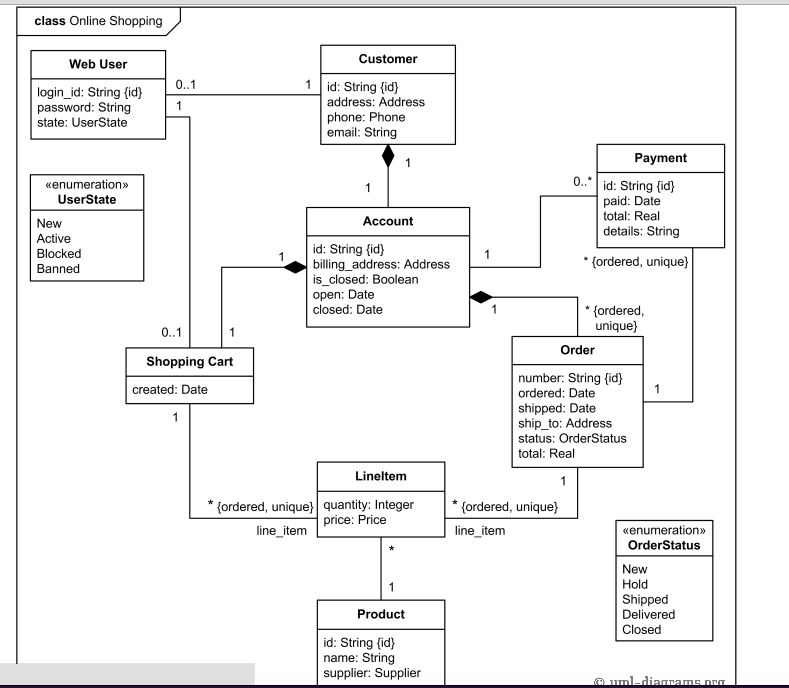 class Online Shopping
Web User
login_id: String {id}
password: String
state: UserState
0..1
1
1
Customer
id: String {id}
address: Address
phone: Phone
email: String
1
1
«enumeration»
UserState
New
Active
Blocked
Banned
Payment
id: String {id}
paid: Date
total: Real
details: String
0..*
* {ordered, unique}
Account
id: String {id}
billing_address: Address
is_closed: Boolean
open: Date
closed: Date
1
1
1
* {ordered,
unique}
0..1
1
Shopping Cart
created: Date
1
Order
number: String {id}
ordered: Date
shipped: Date
ship_to: Address
status: OrderStatus
total: Real
1
1
LineItem
quantity: Integer
price: Price
* {ordered, unique}
line_item
* {ordered, unique}
line_item
*
1
«enumeration»
OrderStatus
New
Hold
Shipped
Delivered
Closed
Product
id: String {id}
name: String
supplier: Supplier
© uml-diagrams.org